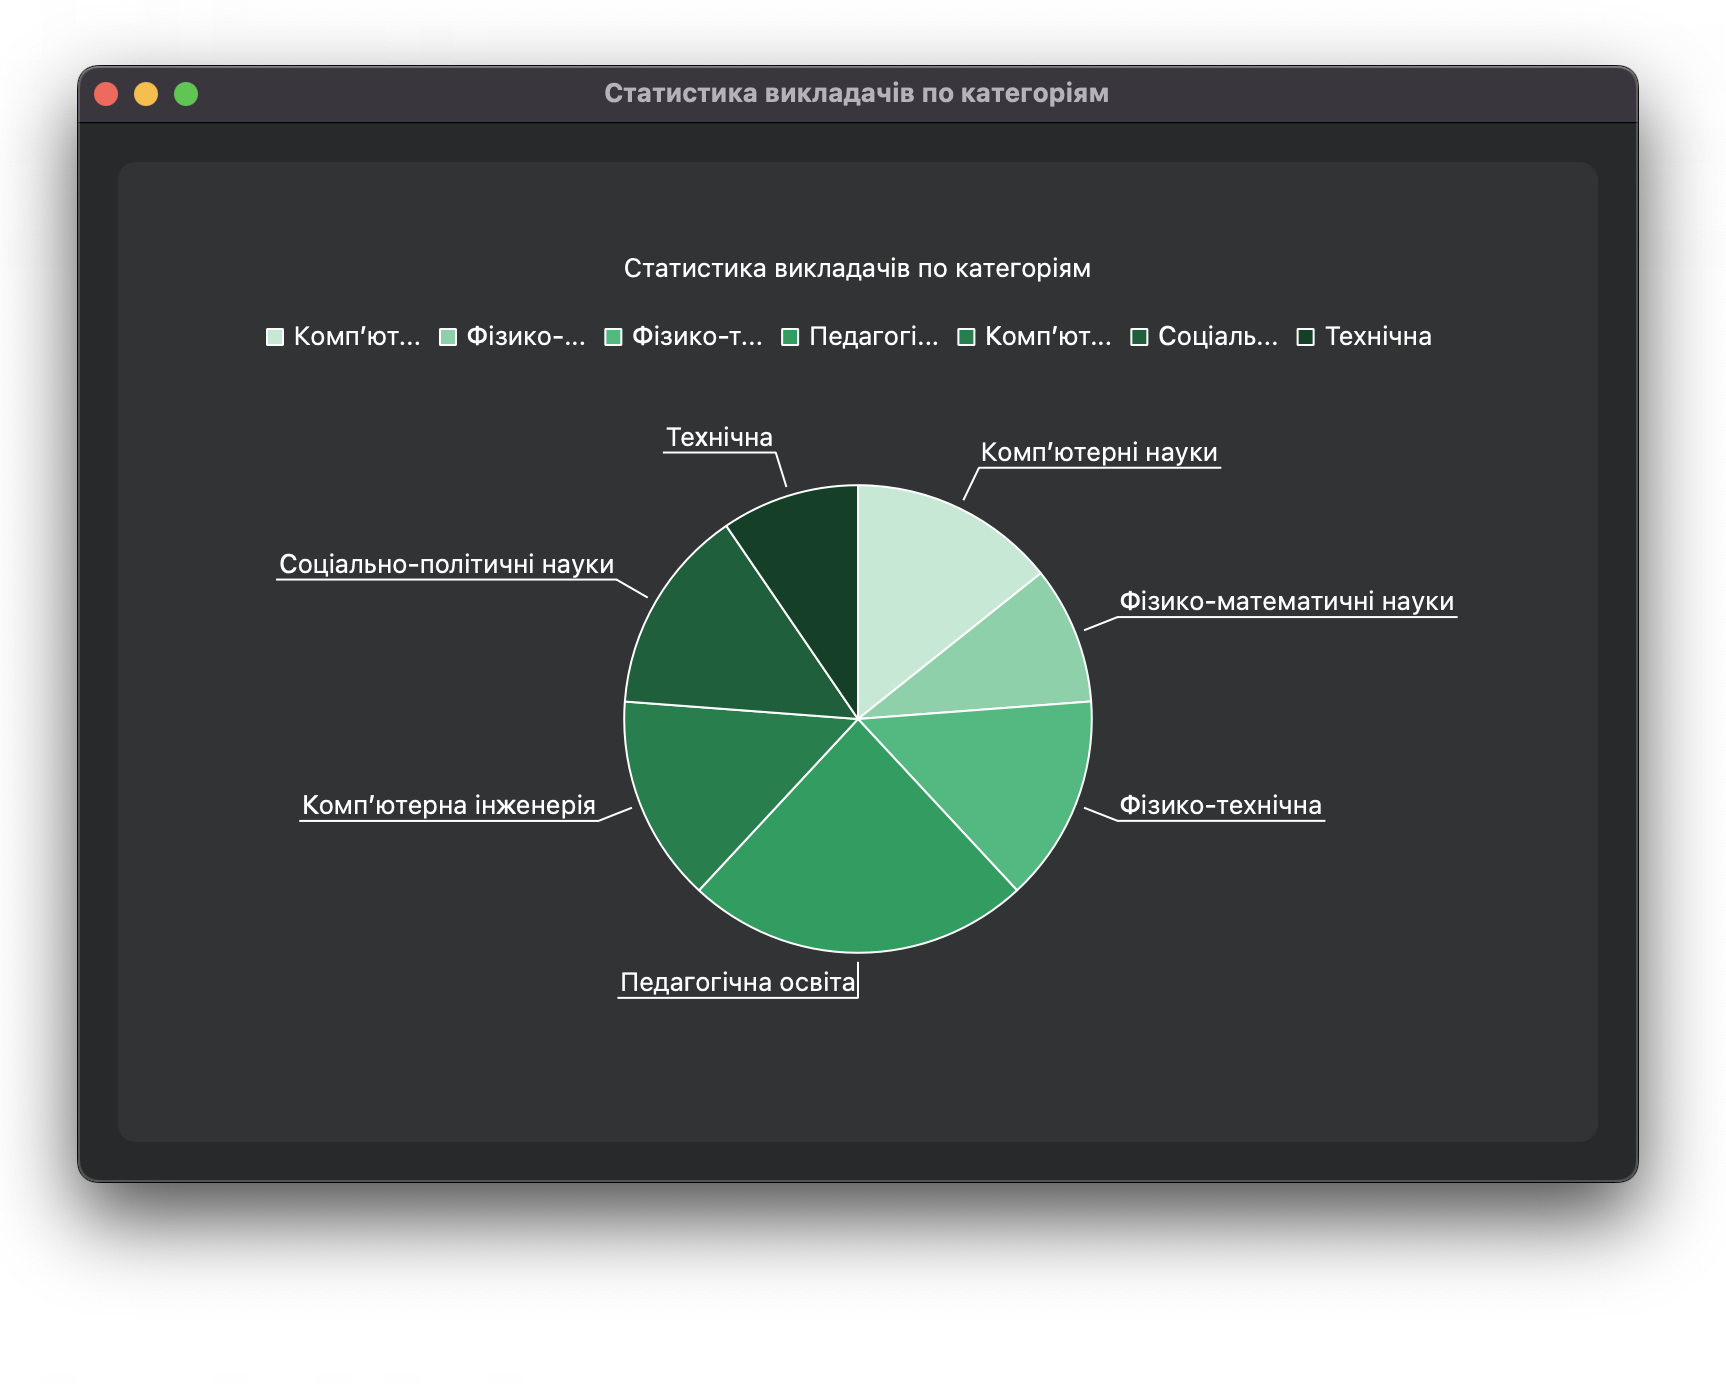 Статистика викладачів по категоріям
Статистика викладачів по категоріям
Комп’ют... Фізико-... Фізико-т... Педагогі... Комп’ют... Соціаль... Технічна
Технічна
Комп’ютерні науки
Соціально-політичні науки
Фізико-математичні науки
Комп’ютерна інженерія
Фізико-технічна
Педагогічна освіта